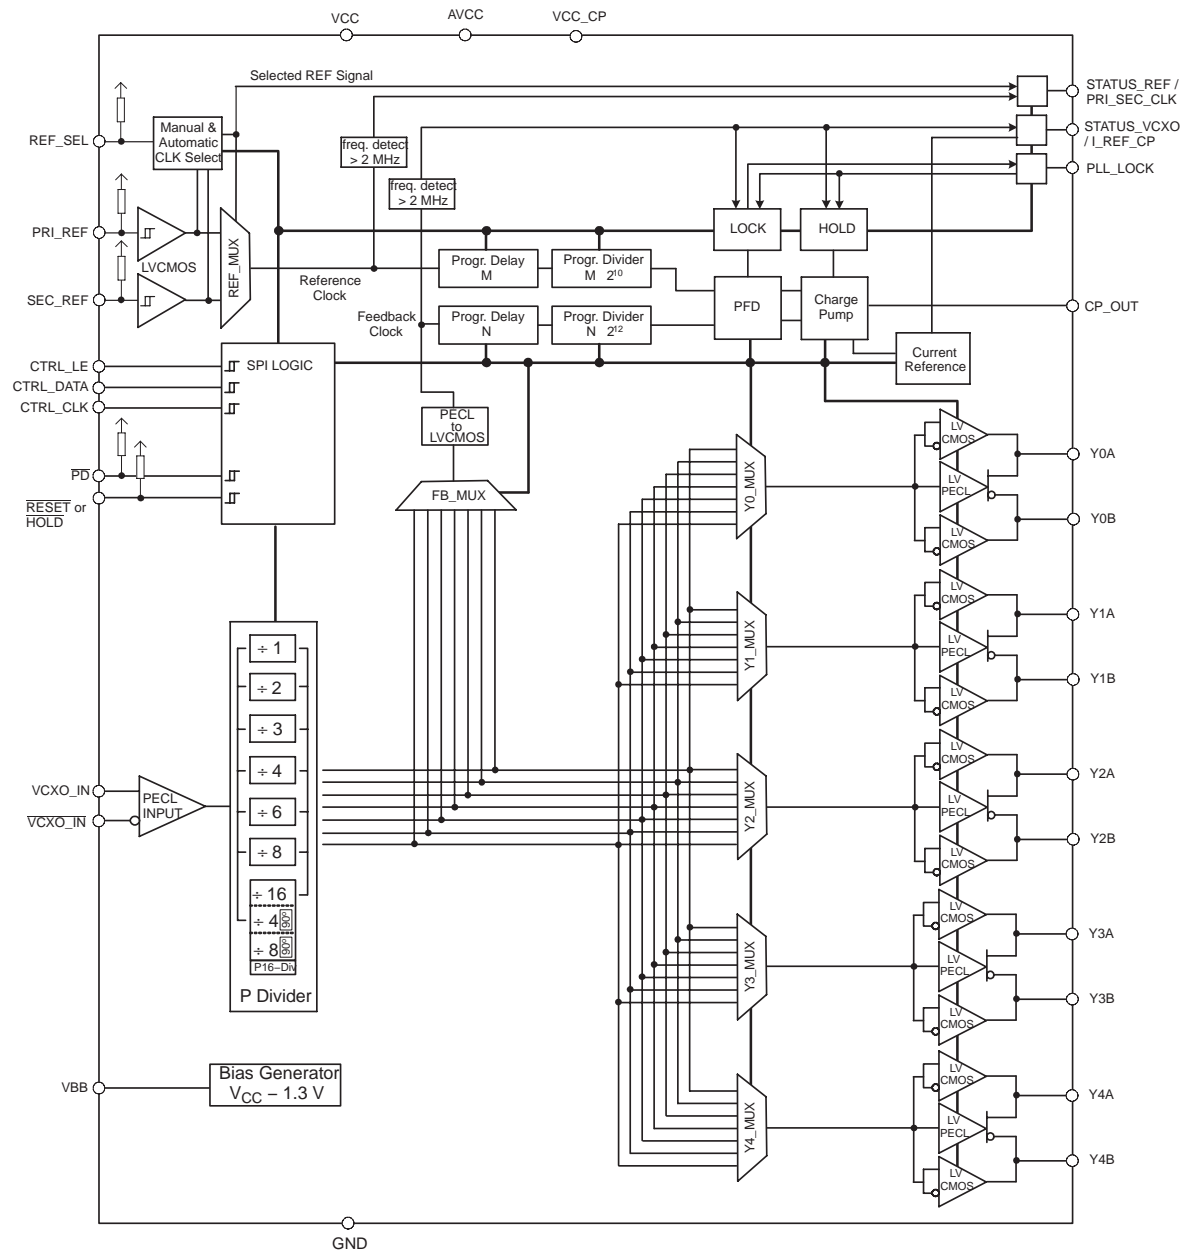 VCC
AVCC
VCC_CP
Selected REF Signal
STATUS_REF /
PRI_SEC_CLK
REF_SEL
Manual &
Automatic
CLK Select
freq. detect
> 2 MHz
STATUS_VCXO
/ I_REF_CP
freq. detect
> 2 MHz
PLL_LOCK
PRI_REF
LVCMOS
REF_MUX
LOCK
HOLD
SEC_REF
Reference
Clock
Progr. Delay
M
Progr. Divider
M 2¹⁰
PFD
Charge
Pump
CP_OUT
Feedback
Clock
Progr. Delay
N
Progr. Divider
N 2¹²
Current
Reference
CTRL_LE
CTRL_DATA
CTRL_CLK
SPI LOGIC
PECL
to
LVCMOS
PD
RESET or
HOLD
FB_MUX
Y0_MUX
LV
CMOS
LV
PECL
LV
CMOS
Y0A
Y0B
Y1_MUX
LV
CMOS
LV
PECL
LV
CMOS
Y1A
Y1B
÷ 1
÷ 2
÷ 3
÷ 4
÷ 6
÷ 8
÷ 16
÷ 4 90º
÷ 8 90º
P16–Div
P Divider
VCXO_IN
VCXO_IN
PECL
INPUT
Y2_MUX
LV
CMOS
LV
PECL
LV
CMOS
Y2A
Y2B
Y3_MUX
LV
CMOS
LV
PECL
LV
CMOS
Y3A
Y3B
VBB
Bias Generator
VCC – 1.3 V
Y4_MUX
LV
CMOS
LV
PECL
LV
CMOS
Y4A
Y4B
GND